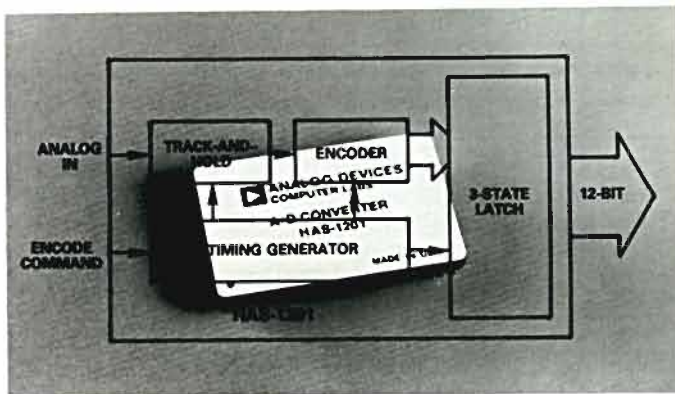 ANALOG
IN
TRACK-AND-
HOLD
ENCODER
ANALOG DEVICES
COMPUTER LABS
A-D CONVERTER
HAS-1201
3-STATE
LATCH
12-BIT
ENCODE
COMMAND
TIMING GENERATOR
MADE IN
HAS-1201